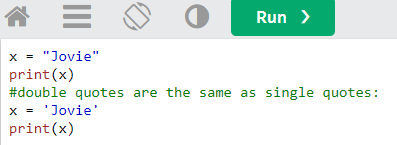 Run ❯
x = "Jovie"
print(x)
#double quotes are the same as single quotes:
x = 'Jovie'
print(x)